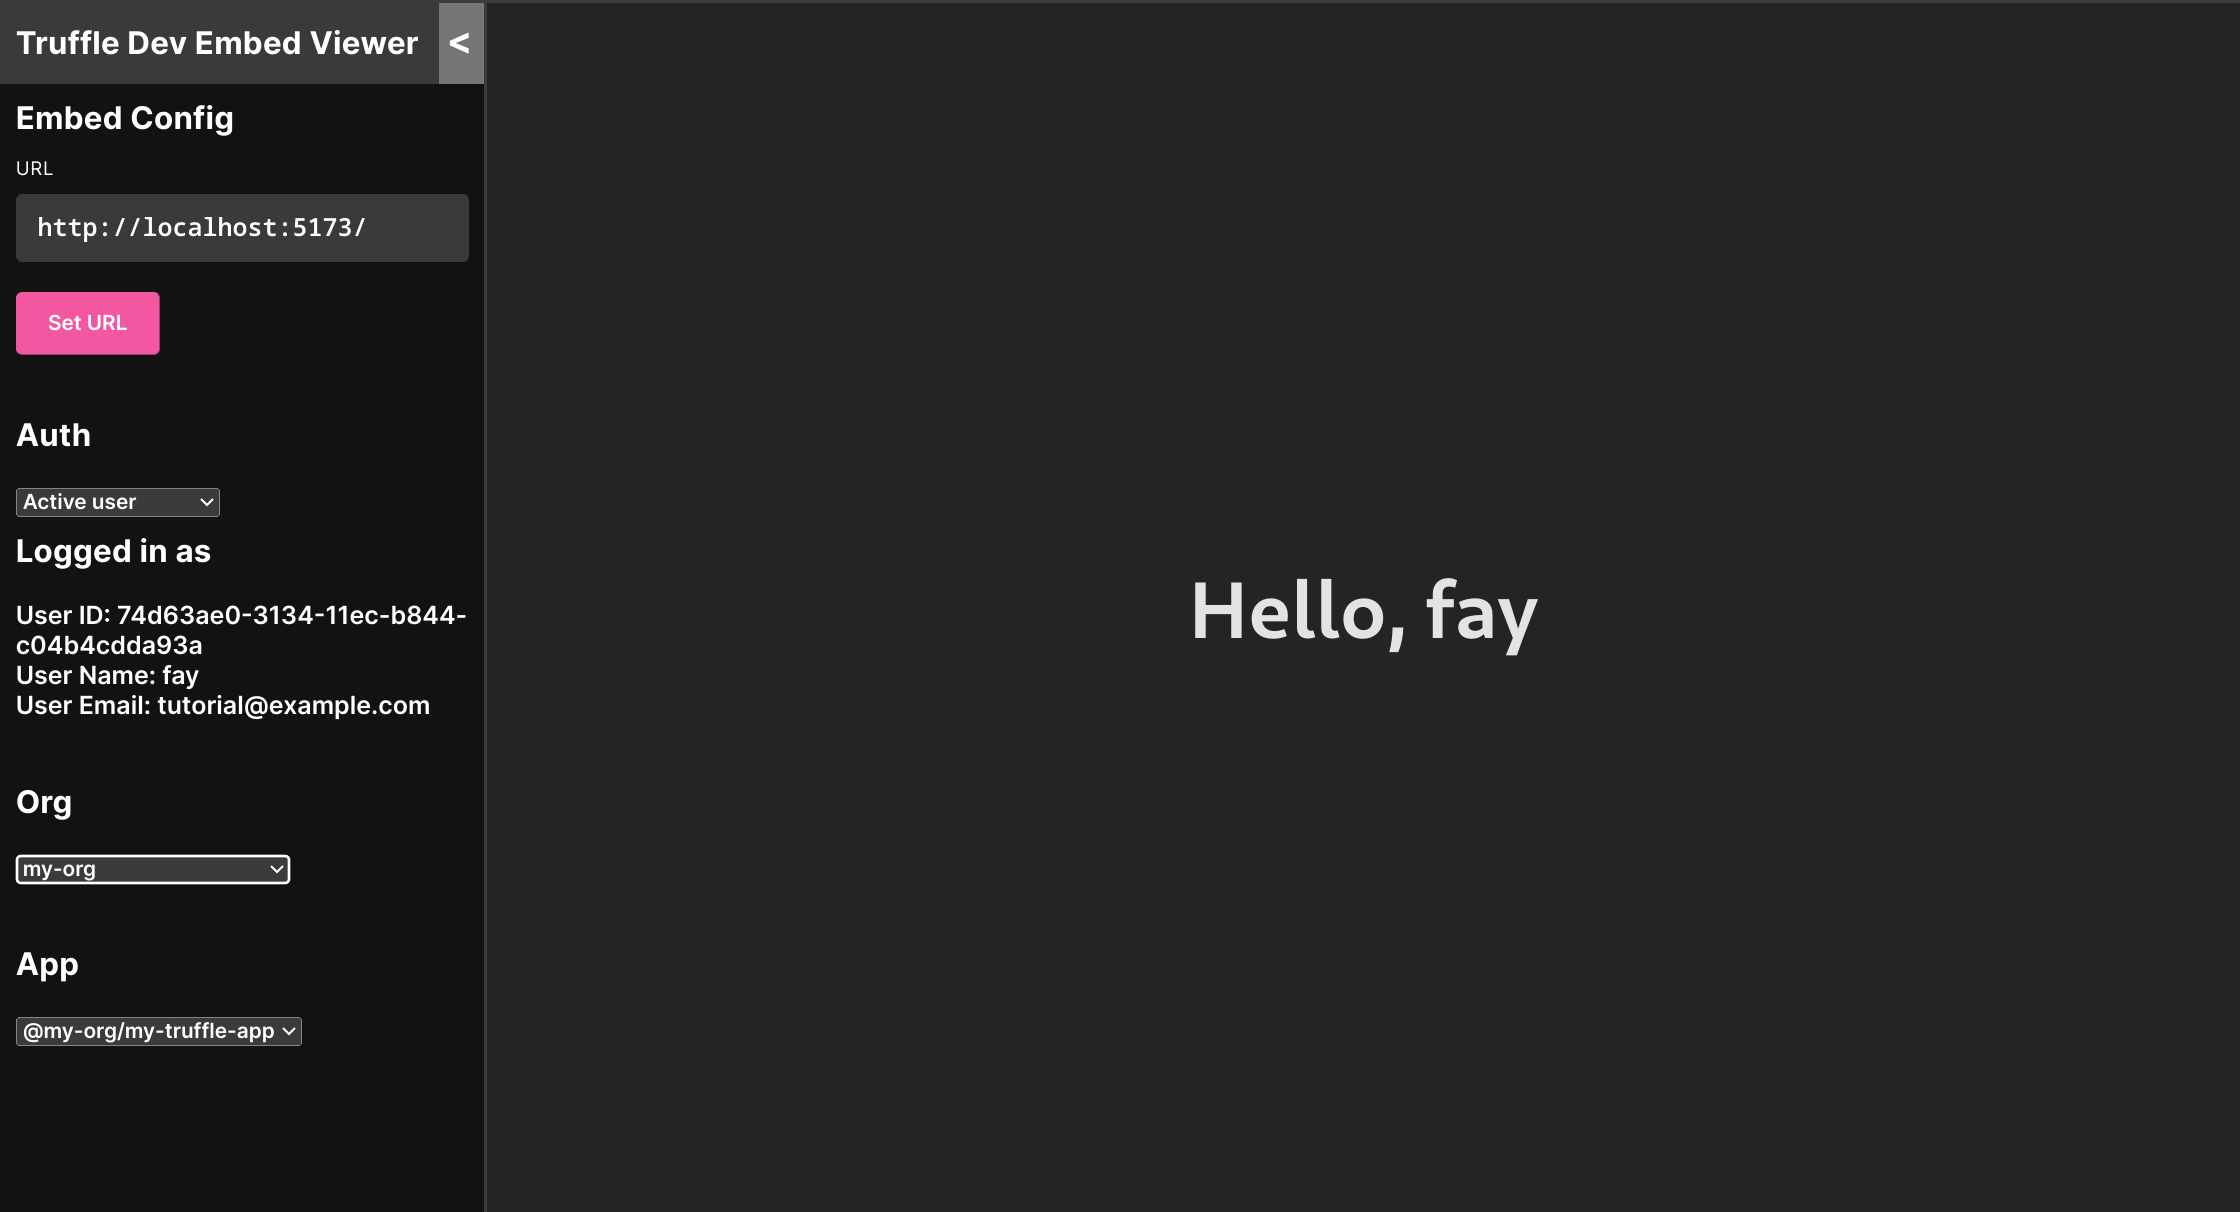 Truffle Dev Embed Viewer <
Embed Config
URL
http://localhost:5173/
Set URL
Auth
Active user
Logged in as
User ID: 74d63ae0-3134-11ec-b844-
c04b4cdda93a
User Name: fay
User Email: tutorial@example.com
Org
my-org
App
@my-org/my-truffle-app
Hello, fay